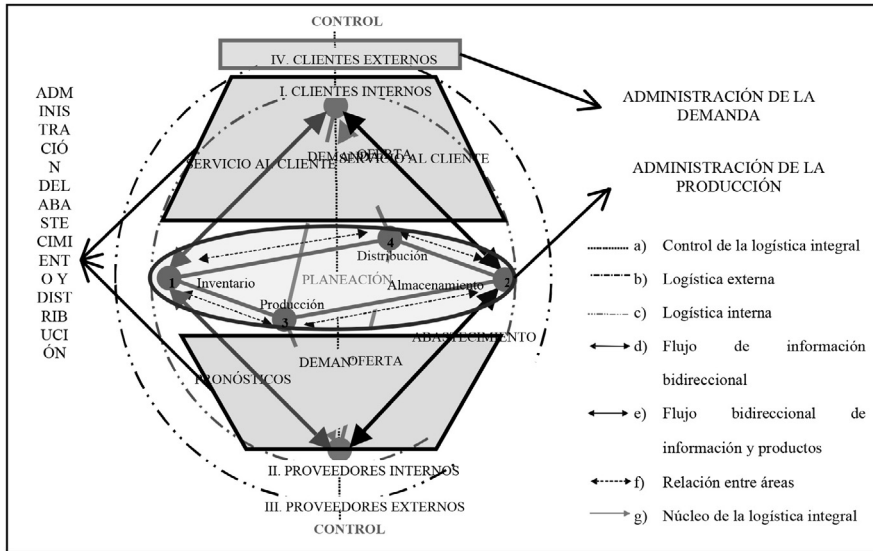 CONTROL
IV. CLIENTES EXTERNOS
I. CLIENTES INTERNOS
ADM
INIS
TRA
CIÓ
N
DEL
ABA
STE
CIMI
ENT
O Y
DIST
RIB
UCI
ÓN
ADMINISTRACIÓN DE LA
DEMANDA
ADMINISTRACIÓN DE LA
PRODUCCIÓN
SERVICIO AL CLIENTE
OFERTA
SERVICIO AL CLIENTE
4
Distribución
1
Inventario
PLANEACIÓN
Almacenamiento
2
Producción
3
ABASTECIMIENTO
PRONÓSTICOS
OFERTA
II. PROVEEDORES INTERNOS
III. PROVEEDORES EXTERNOS
CONTROL
a) Control de la logística integral
b) Logística externa
c) Logística interna
d) Flujo de información
bidireccional
e) Flujo bidireccional de
información y productos
f) Relación entre áreas
g) Núcleo de la logística integral